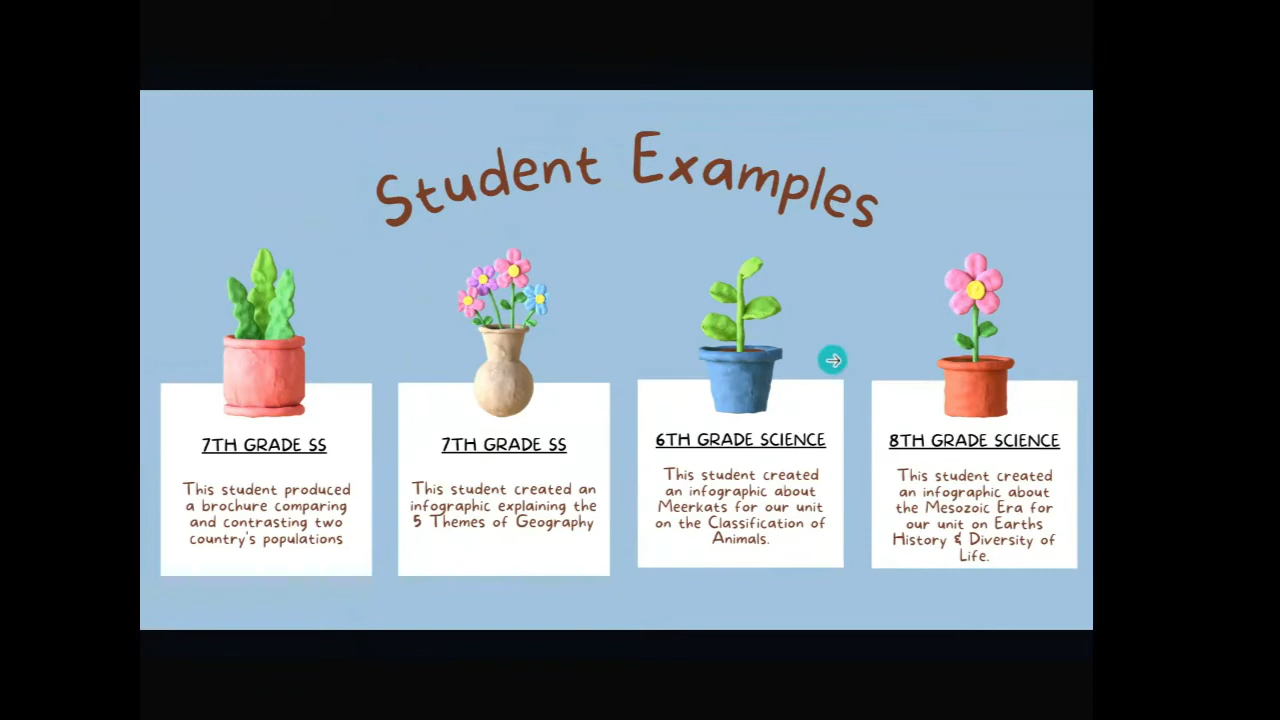 Student Examples
7TH GRADE SS
This student produced
a brochure comparing
and contrasting two
country's populations
7TH GRADE SS
This student created an
infographic explaining the
5 Themes of Geography
6TH GRADE SCIENCE
This student created
an infographic about
Meerkats for our unit
on the Classification of
Animals.
8TH GRADE SCIENCE
This student created
an infographic about
the Mesozoic Era for
our unit on Earths
History & Diversity of
Life.